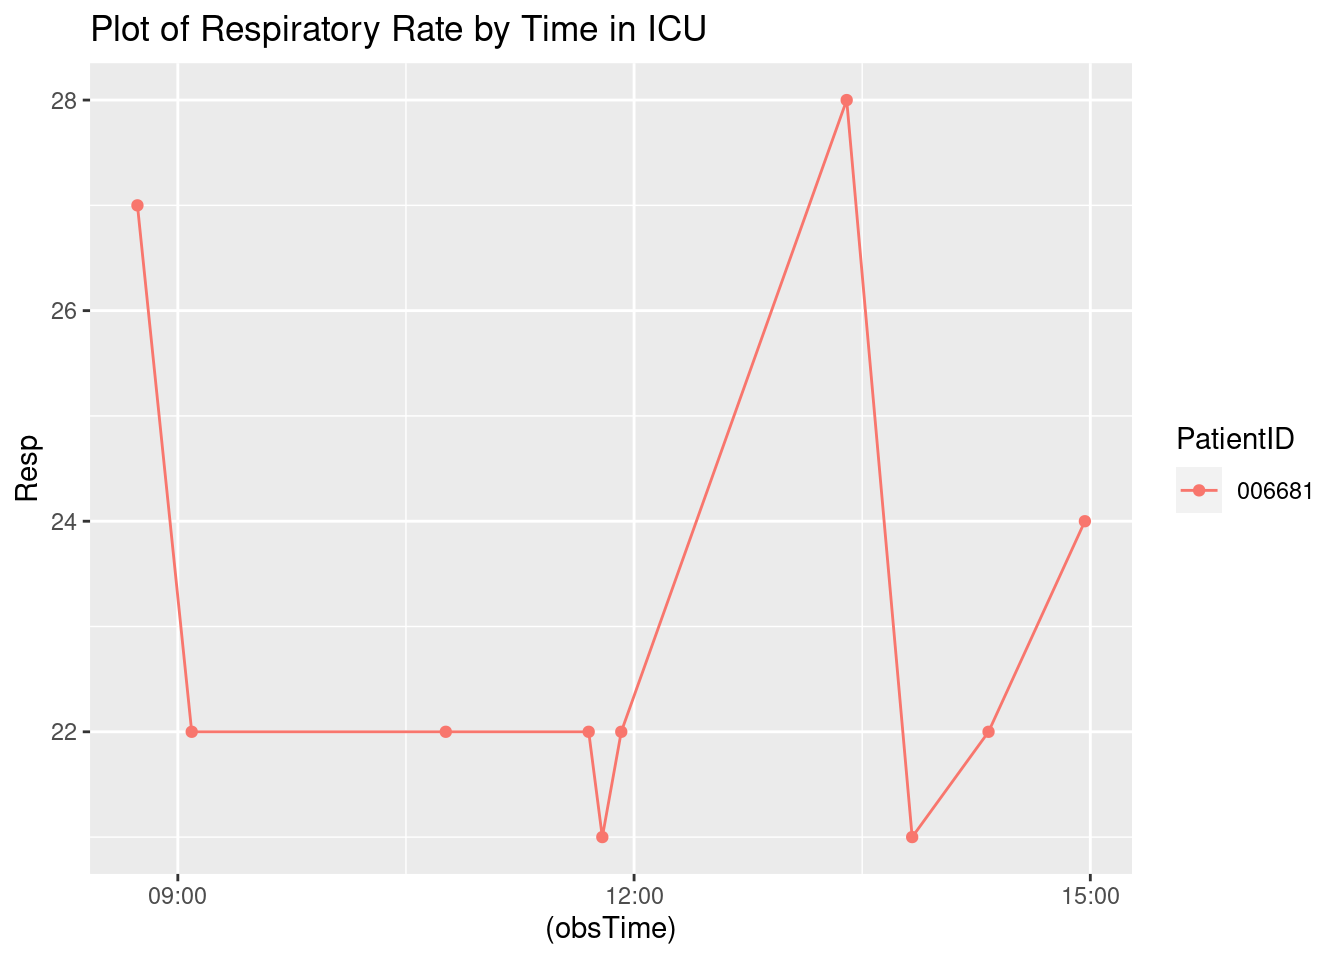 Plot of Respiratory Rate by Time in ICU
28
26
24
22
Resp
09:00 12:00 15:00
(obsTime)
PatientID
006681